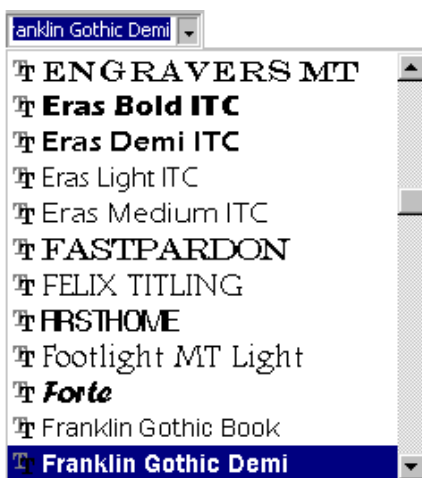 ranklin Gothic Demi
ENGRAVERS MT
Eras Bold ITC
Eras Demi ITC
Eras Light ITC
Eras Medium ITC
FASTPARDON
FELIX TITLING
FIRSTHOME
Footlight MT Light
Forte
Franklin Gothic Book
Franklin Gothic Demi